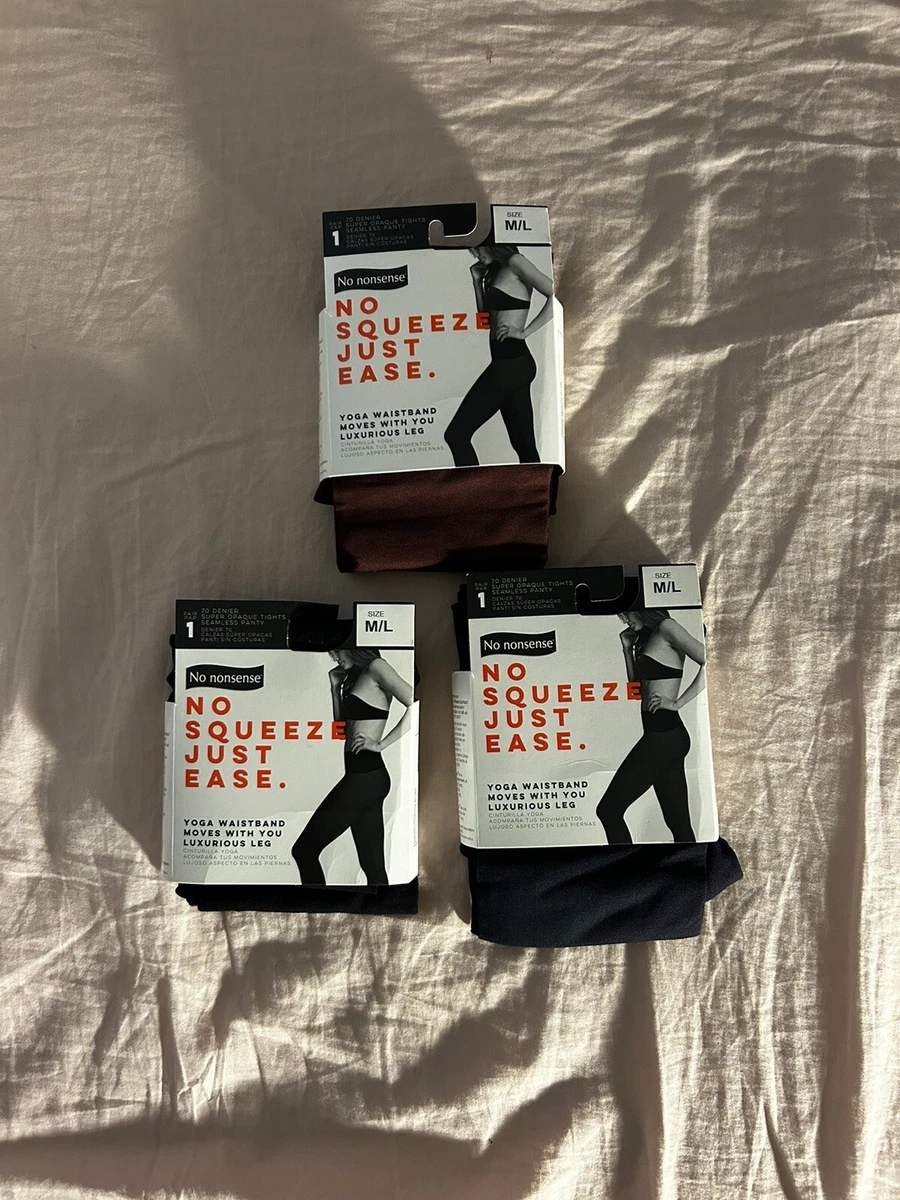 PAIR
PAR
1
70 DENIER
SUPER OPAQUE TIGHTS
SEAMLESS PANTY
DENIER 70
CALZAS SÚPER OPACAS
PANTI SIN COSTURAS
SIZE
M/L
No nonsense®
NO
SQUEEZE
JUST
EASE.
YOGA WAISTBAND
MOVES WITH YOU
LUXURIOUS LEG
CINTURILLA YOGA
ACOMPAÑA TUS MOVIMIENTOS
LUJOSO ASPECTO EN LAS PIERNAS
PAIR
PAR
1
70 DENIER
SUPER OPAQUE TIGHTS
SEAMLESS PANTY
DENIER 70
CALZAS SÚPER OPACAS
PANTI SIN COSTURAS
SIZE
M/L
No nonsense®
NO
SQUEEZE
JUST
EASE.
YOGA WAISTBAND
MOVES WITH YOU
LUXURIOUS LEG
CINTURILLA YOGA
ACOMPAÑA TUS MOVIMIENTOS
LUJOSO ASPECTO EN LAS PIERNAS
PAIR
PAR
1
70 DENIER
SUPER OPAQUE TIGHTS
SEAMLESS PANTY
DENIER 70
CALZAS SÚPER OPACAS
PANTI SIN COSTURAS
SIZE
M/L
No nonsense®
NO
SQUEEZE
JUST
EASE.
YOGA WAISTBAND
MOVES WITH YOU
LUXURIOUS LEG
CINTURILLA YOGA
ACOMPAÑA TUS MOVIMIENTOS
LUJOSO ASPECTO EN LAS PIERNAS